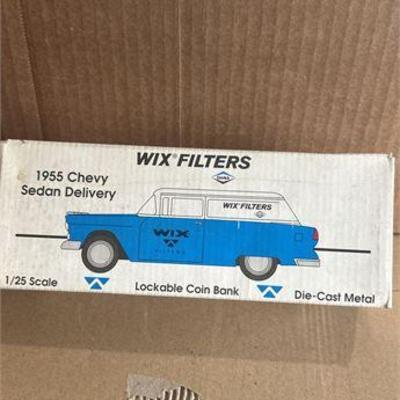 WIX® FILTERS
DANA
1955 Chevy
Sedan Delivery
WIX® FILTERS
WIX
FILTERS
1/25 Scale
Lockable Coin Bank
Die-Cast Metal